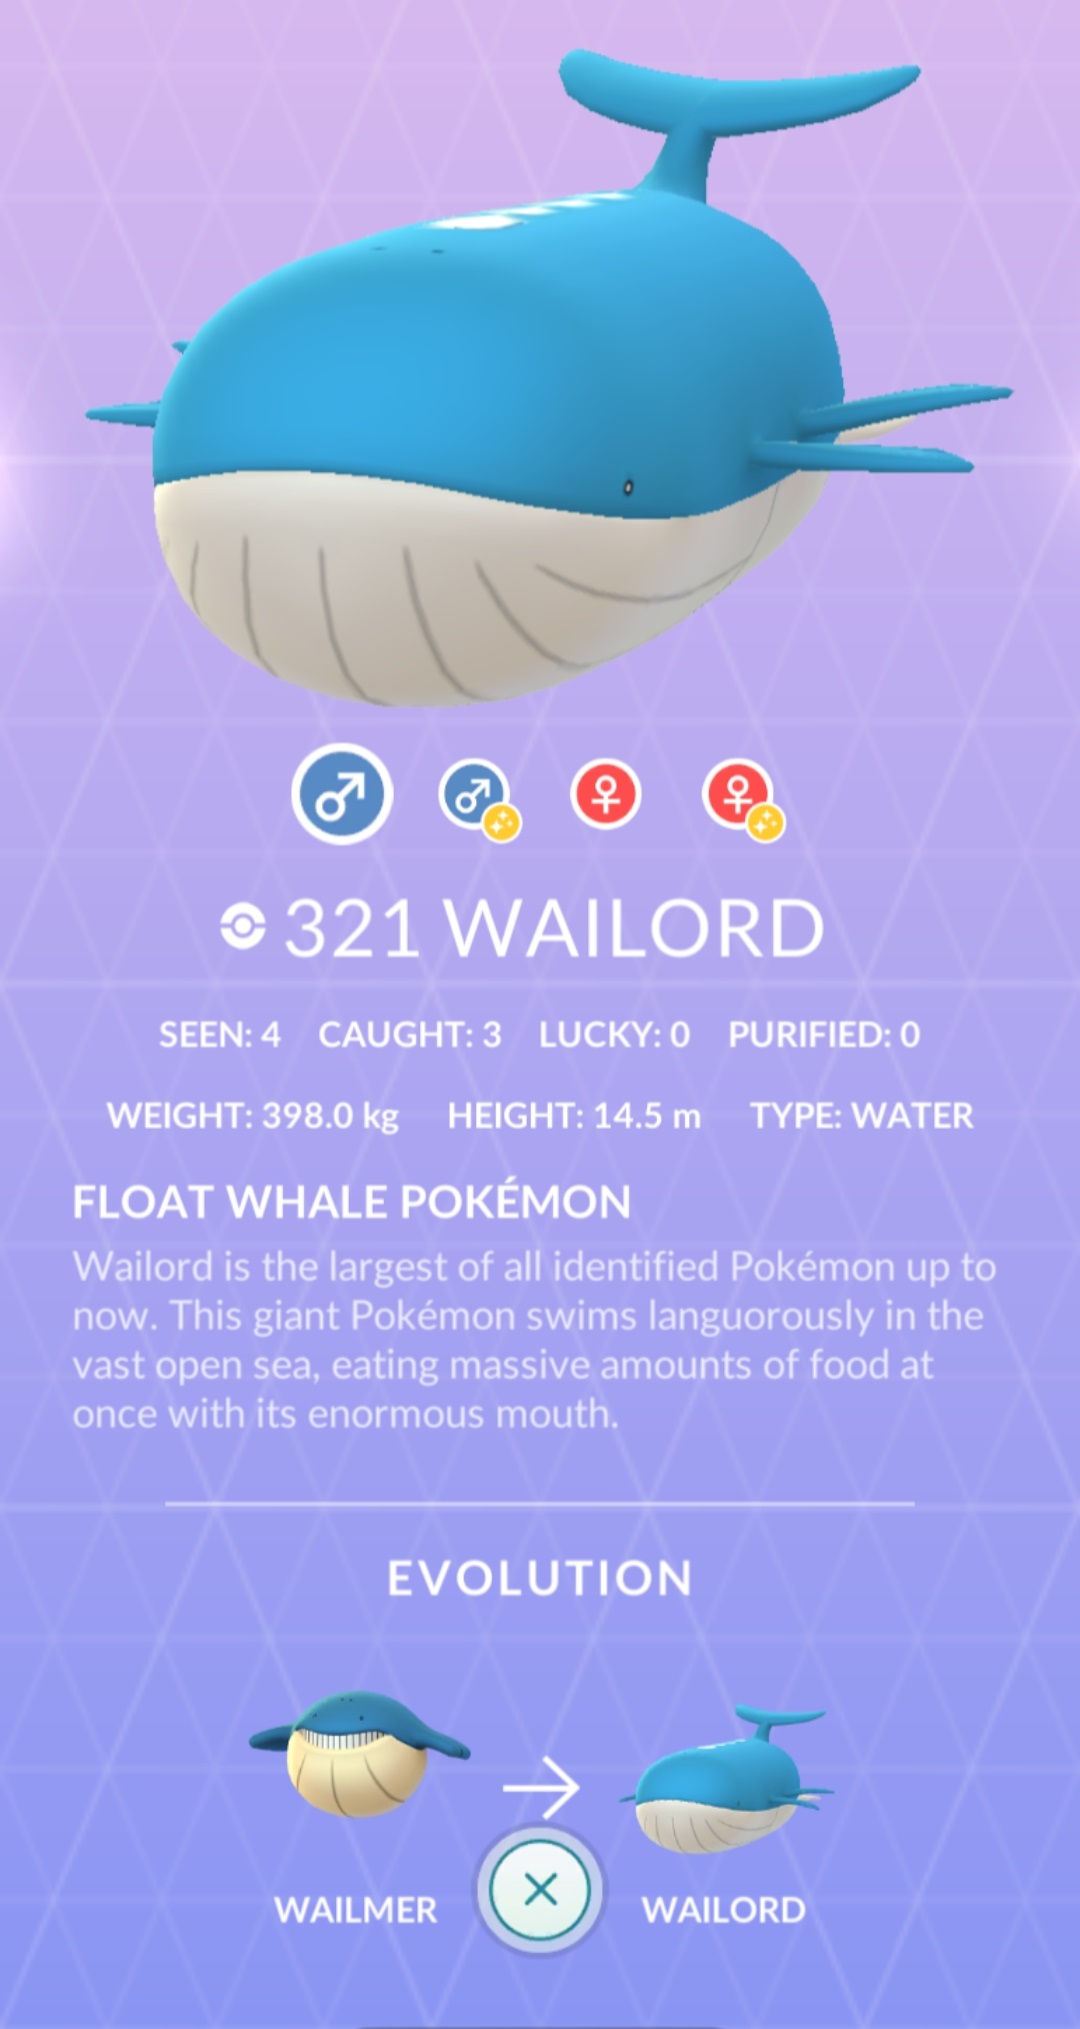 321 WAILORD
SEEN: 4 CAUGHT: 3 LUCKY: 0 PURIFIED: 0
WEIGHT: 398.0 kg HEIGHT: 14.5 m TYPE: WATER
FLOAT WHALE POKÉMON
Wailord is the largest of all identified Pokémon up to
now. This giant Pokémon swims languorously in the
vast open sea, eating massive amounts of food at
once with its enormous mouth.
EVOLUTION
WAILMER WAILORD